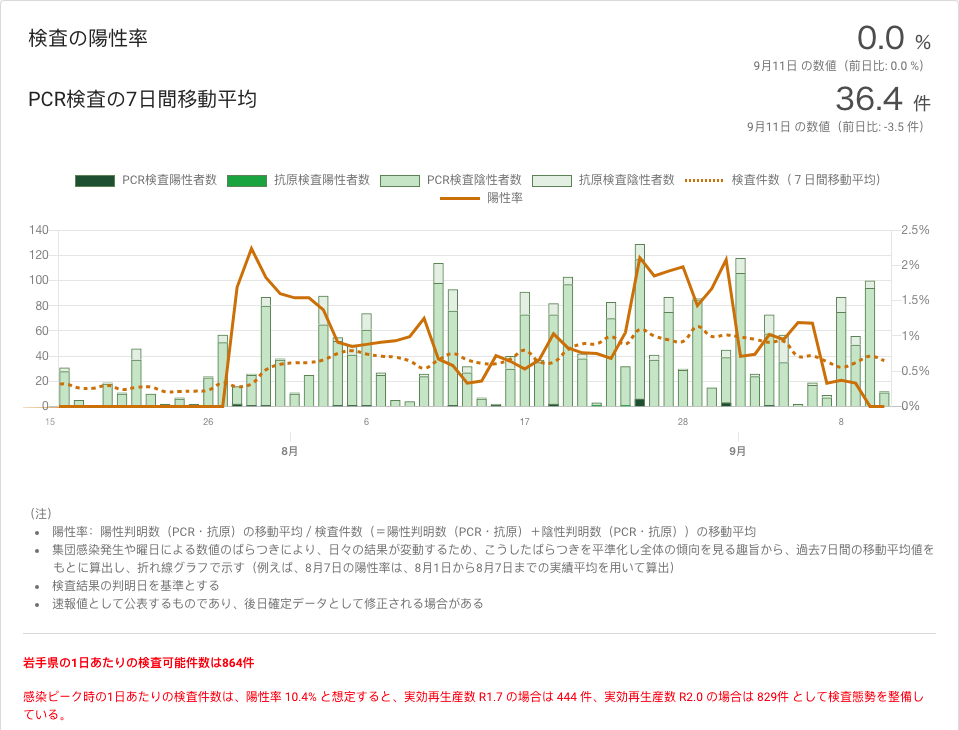 検査の陽性率
0.0 %
9月11日 の数値（前日比: 0.0 %）
PCR検査の7日間移動平均
36.4 件
9月11日 の数値（前日比: -3.5 件）
PCR検査陽性者数 抗原検査陽性者数 PCR検査陰性者数 抗原検査陰性者数 検査件数（７日間移動平均）
陽性率
140 2.5%
120 2%
100 1.5%
80
60 1%
40 0.5%
20
0 0%
15 26 6 17 28 8
8月 9月
（注）
• 陽性率：陽性判明数（PCR・抗原）の移動平均 / 検査件数（＝陽性判明数（PCR・抗原）＋陰性判明数（PCR・抗原））の移動平均
• 集団感染発生や曜日による数値のばらつきにより、日々の結果が変動するため、こうしたばらつきを平準化し全体の傾向を見る趣旨から、過去7日間の移動平均値を
もとに算出し、折れ線グラフで示す（例えば、8月7日の陽性率は、8月1日から8月7日までの実績平均を用いて算出）
• 検査結果の判明日を基準とする
• 速報値として公表するものであり、後日確定データとして修正される場合がある
岩手県の1日あたりの検査可能件数は864件
感染ピーク時の1日あたりの検査件数は、陽性率 10.4% と想定すると、実効再生産数 R1.7 の場合は 444 件、実効再生産数 R2.0 の場合は 829件 として検査態勢を整備し
ている。